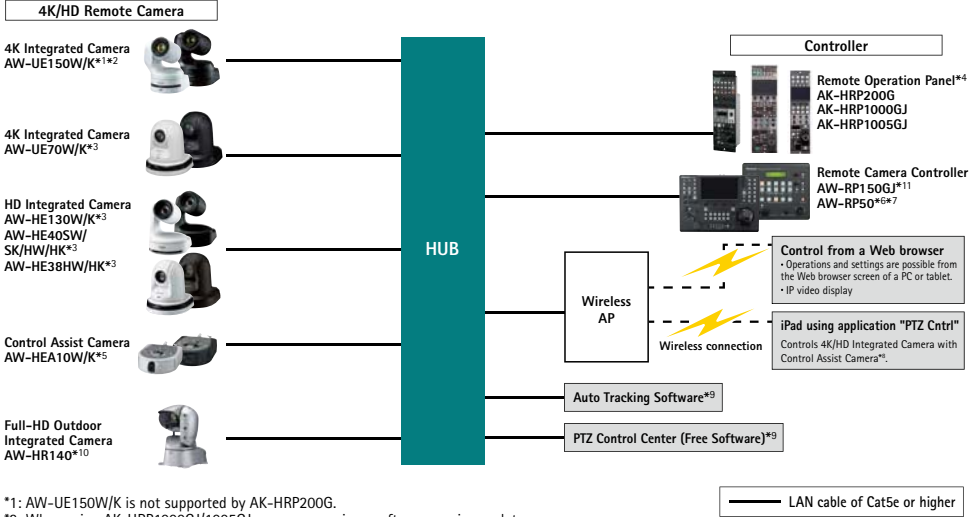 4K/HD Remote Camera
4K Integrated Camera
AW-UE150W/K*1*2
4K Integrated Camera
AW-UE70W/K*3
HD Integrated Camera
AW-HE130W/K*3
AW-HE40SW/
SK/HW/HK*3
AW-HE38HW/HK*3
Control Assist Camera
AW-HEA10W/K*5
Full-HD Outdoor
Integrated Camera
AW-HR140*10
HUB
Controller
Remote Operation Panel*4
AK-HRP200G
AK-HRP1000GJ
AK-HRP1005GJ
Remote Camera Controller
AW-RP150GJ*11
AW-RP50*6*7
Wireless
AP
Wireless connection
Control from a Web browser
• Operations and settings are possible from
the Web browser screen of a PC or tablet.
• IP video display
iPad using application "PTZ Cntrl"
Controls 4K/HD Integrated Camera with
Control Assist Camera*8.
Auto Tracking Software*9
PTZ Control Center (Free Software)*9
*1: AW-UE150W/K is not supported by AK-HRP200G.
LAN cable of Cat5e or higher